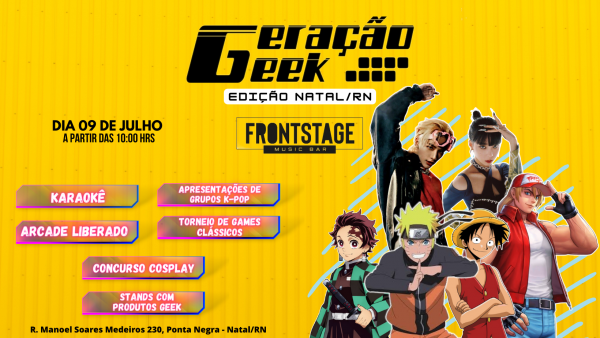 Geração
Geek
EDIÇÃO NATAL/RN
DIA 09 DE JULHO
A PARTIR DAS 10:00 HRS
FRONTSTAGE
MUSIC BAR
KARAOKÊ
APRESENTAÇÕES DE
GRUPOS K-POP
ARCADE LIBERADO
TORNEIO DE GAMES
CLÁSSICOS
CONCURSO COSPLAY
STANDS COM
PRODUTOS GEEK
R. Manoel Soares Medeiros 230, Ponta Negra - Natal/RN